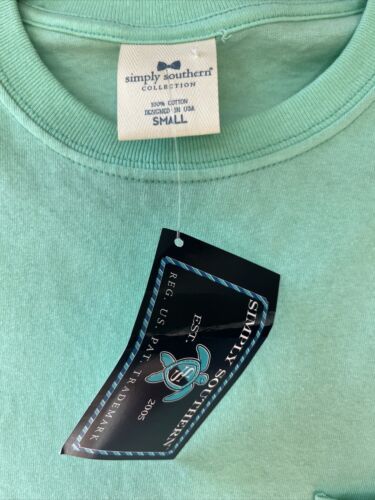 simply southern®
COLLECTION
100% COTTON
DESIGNED IN USA
SMALL
SIMPLY SOUTHERN
EST. 2005
REG. U.S. PAT. TRADEMARK